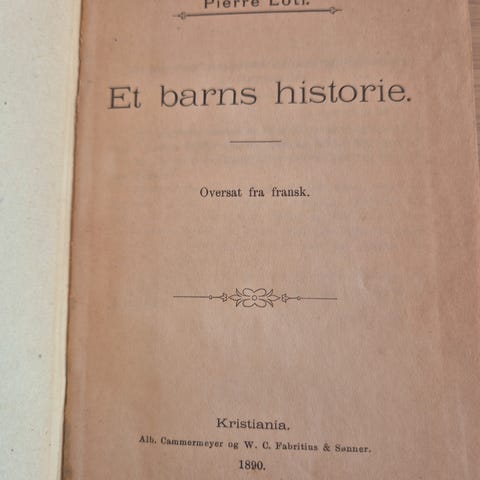 Pierre Loti.
Et barns historie.
Oversat fra fransk.
Kristiania.
Alb. Cammermeyer og W. C. Fabritius & Sønner.
1890.